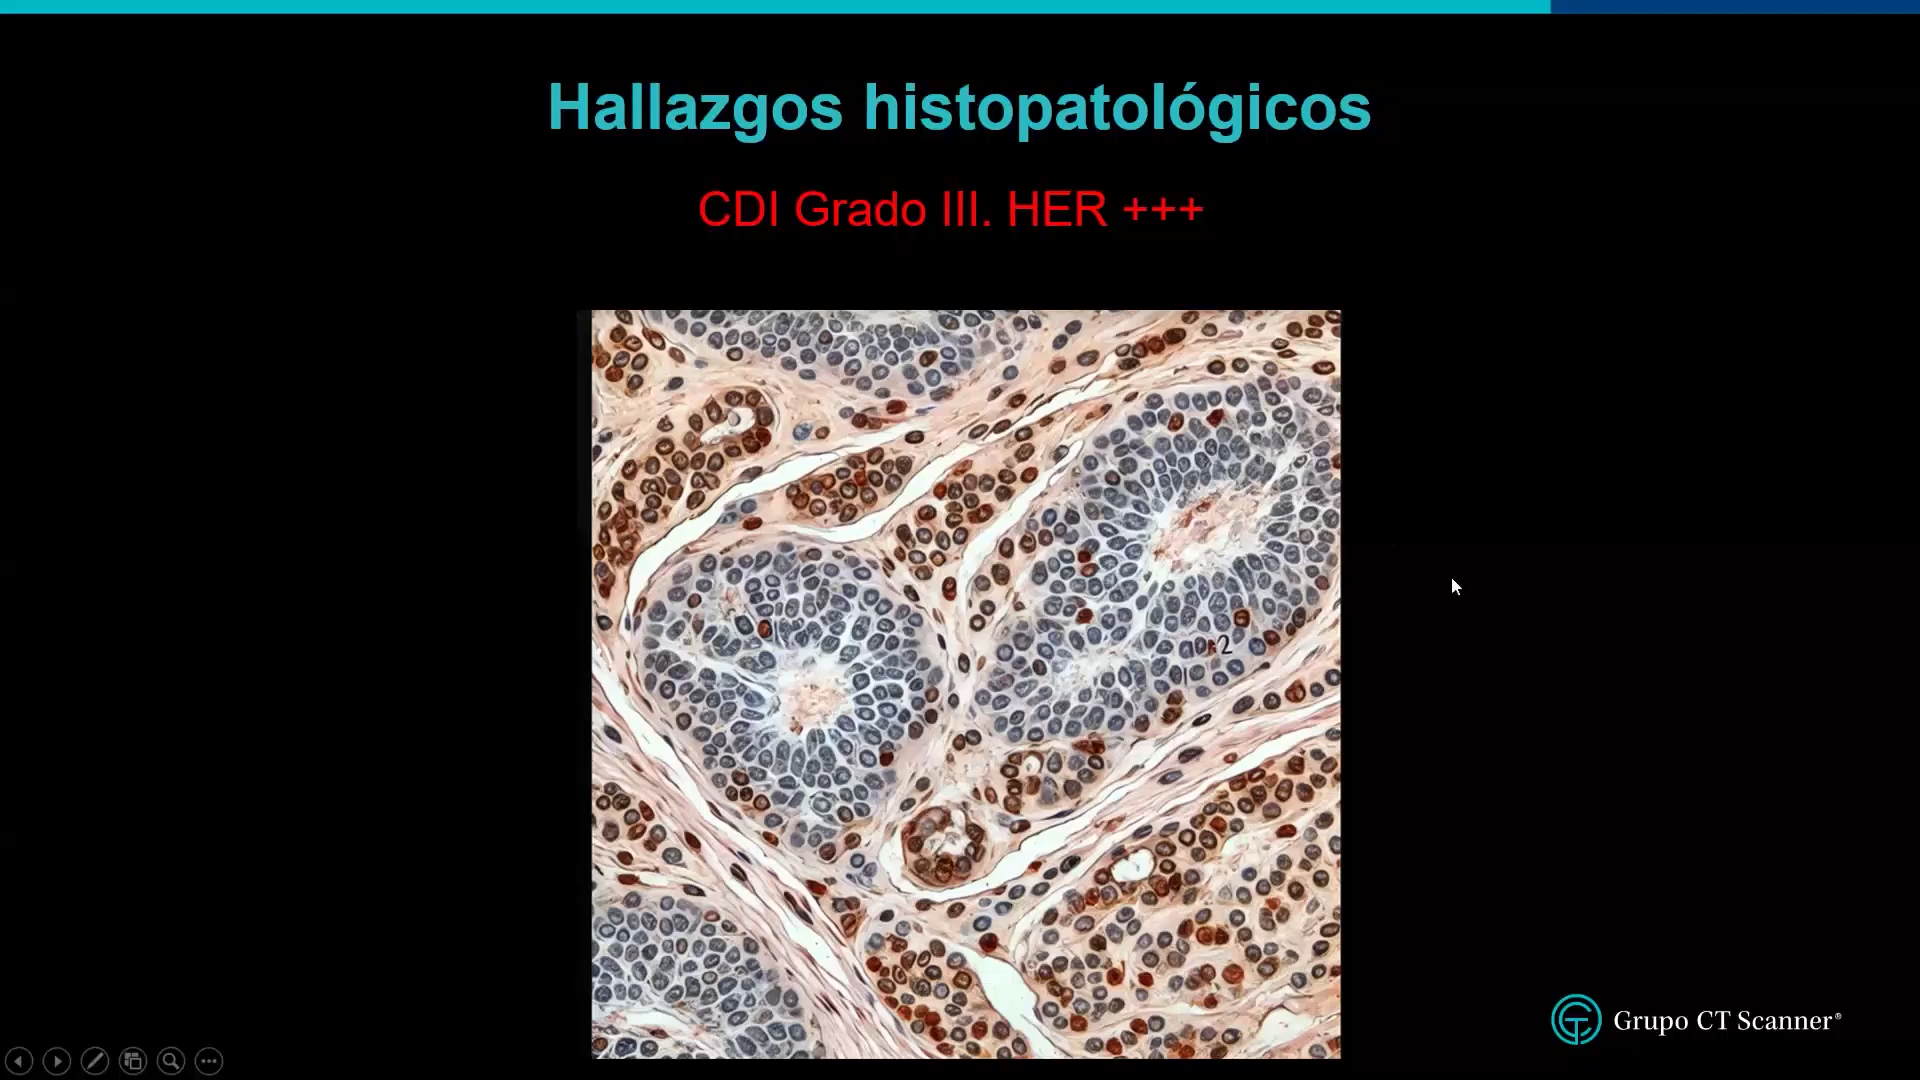 Hallazgos histopatológicos
CDI Grado III. HER +++
Grupo CT Scanner®